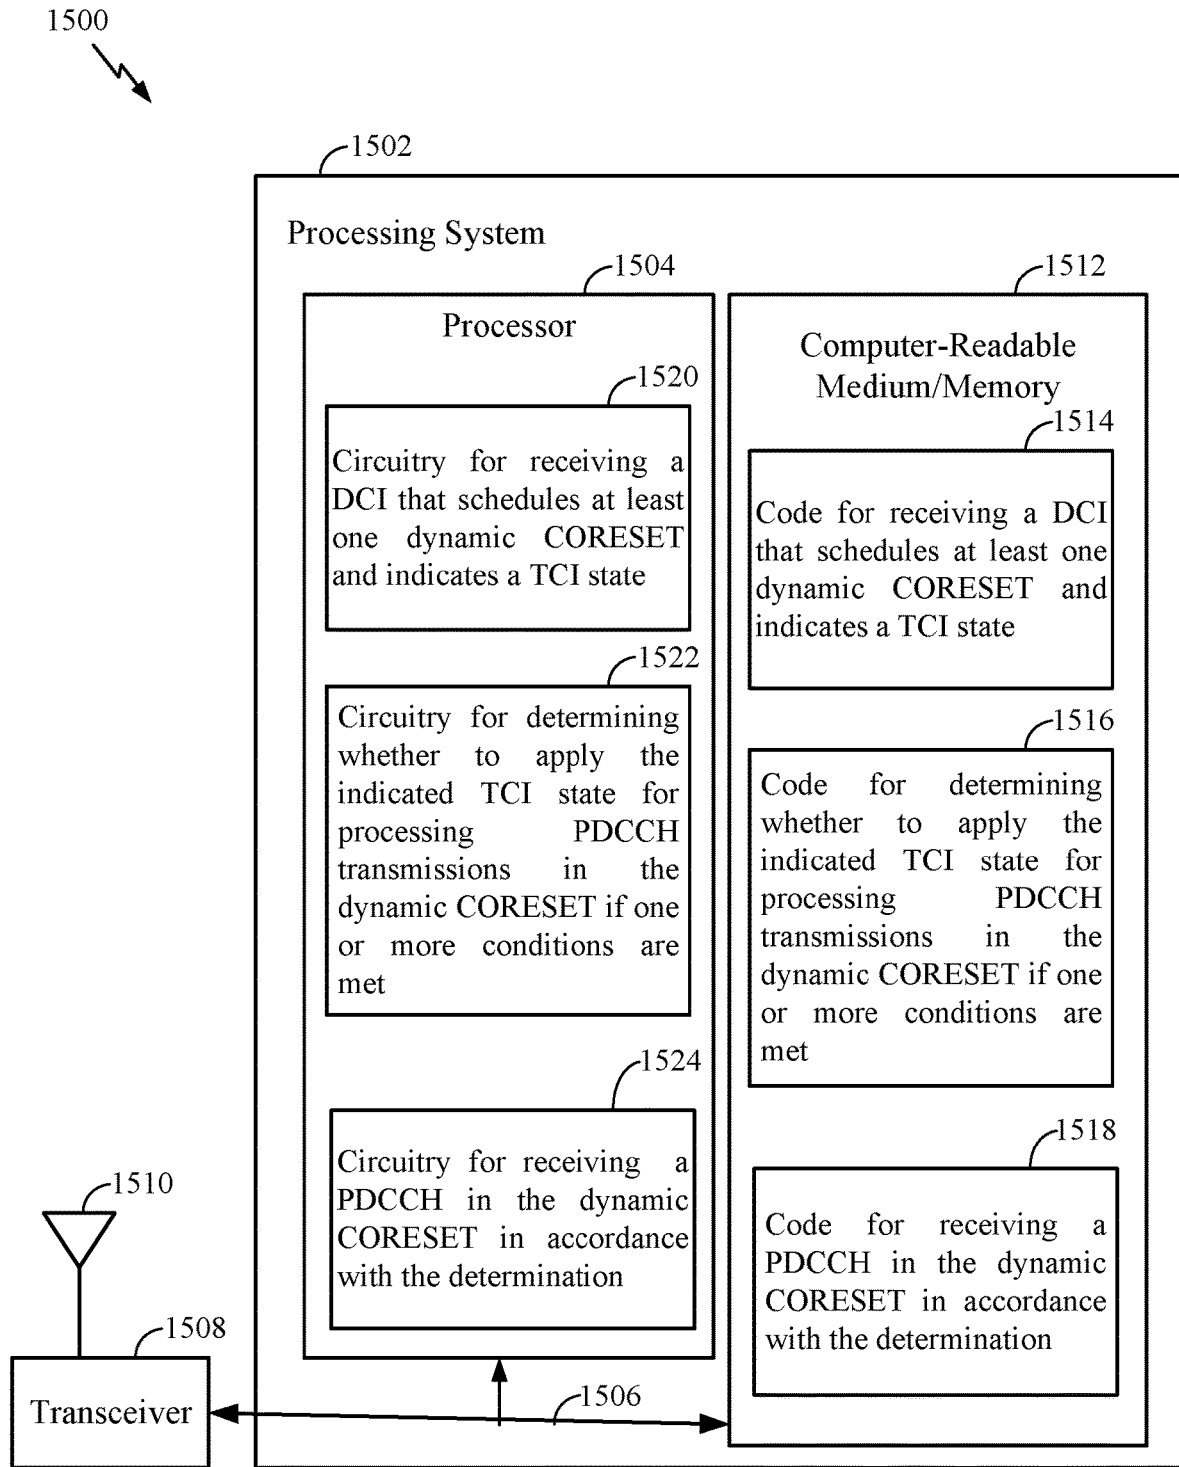 1500
1502
Processing System
1504
Processor
1520
Circuitry for receiving a
DCI that schedules at least
one dynamic CORESET
and indicates a TCI state
1522
Circuitry for determining
whether to apply the
indicated TCI state for
processing PDCCH
transmissions in the
dynamic CORESET if one
or more conditions are
met
1524
Circuitry for receiving a
PDCCH in the dynamic
CORESET in accordance
with the determination
1512
Computer-Readable
Medium/Memory
1514
Code for receiving a DCI
that schedules at least one
dynamic CORESET and
indicates a TCI state
1516
Code for determining
whether to apply the
indicated TCI state for
processing PDCCH
transmissions in the
dynamic CORESET if one
or more conditions are
met
1518
Code for receiving a
PDCCH in the dynamic
CORESET in accordance
with the determination
1510
1508
Transceiver
1506